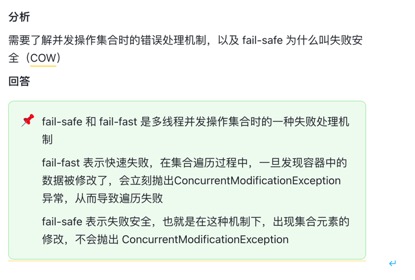 分析
需要了解并发操作集合时的错误处理机制，以及 fail-safe 为什么叫失败安
全（COW）
回答
📌 fail-safe 和 fail-fast 是多线程并发操作集合时的一种失败处理机
制
fail-fast 表示快速失败，在集合遍历过程中，一旦发现容器中的
数据被修改了，会立刻抛出ConcurrentModificationException
异常，从而导致遍历失败
fail-safe 表示失败安全，也就是在这种机制下，出现集合元素的
修改，不会抛出 ConcurrentModificationException